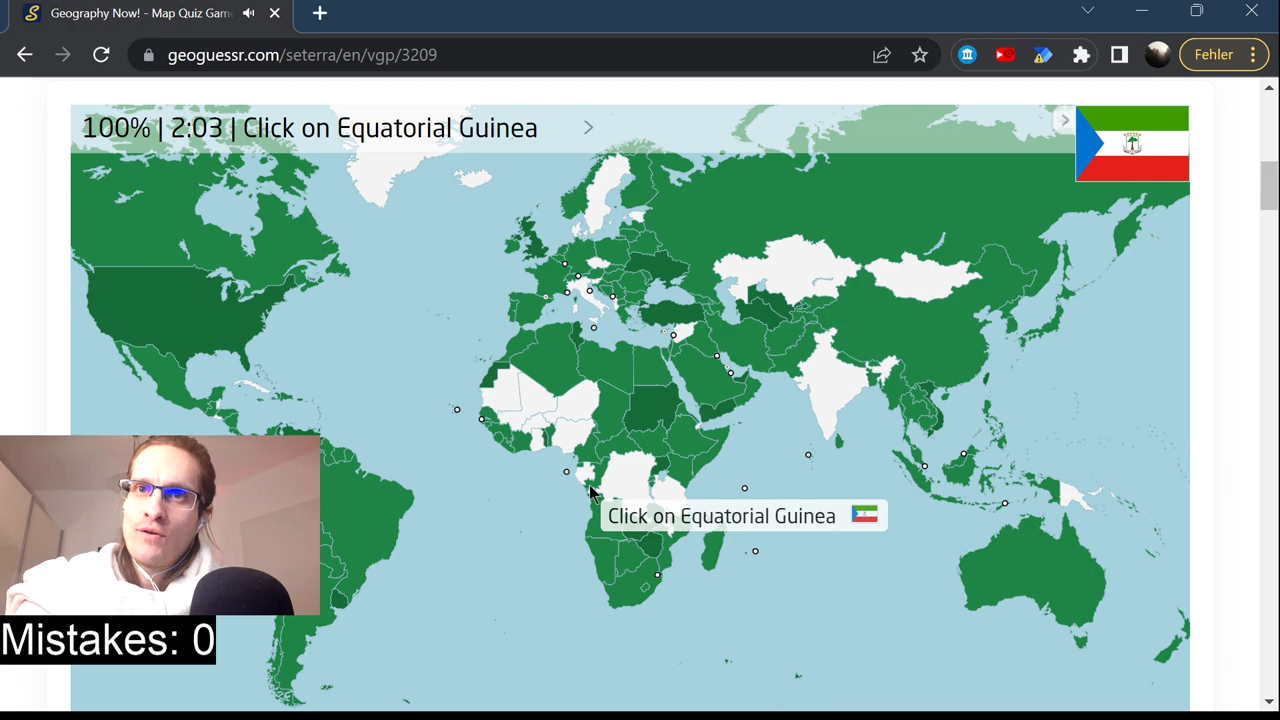 Geography Now! - Map Quiz Gam
geoguessr.com/seterra/en/vgp/3209
Fehler
100% | 2:03 | Click on Equatorial Guinea
Click on Equatorial Guinea
Mistakes: 0